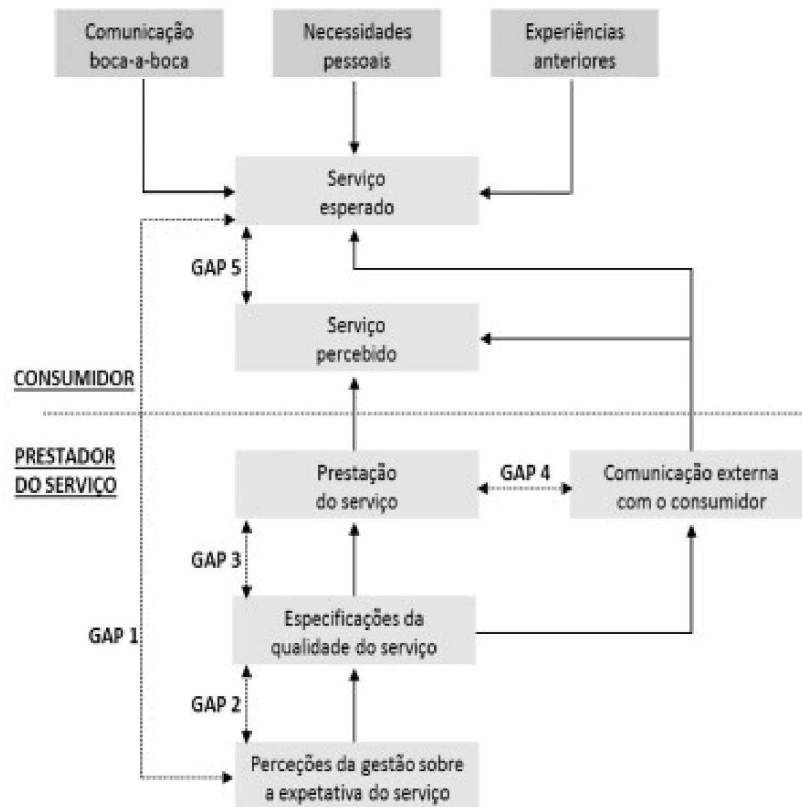 Comunicação
boca-a-boca
Necessidades
pessoais
Experiências
anteriores
Serviço
esperado
GAP 5
Serviço
percebido
CONSUMIDOR
PRESTADOR
DO SERVIÇO
Prestação
do serviço
GAP 4
Comunicação externa
com o consumidor
GAP 3
Especificações da
qualidade do serviço
GAP 1
GAP 2
Perceções da gestão sobre
a expetativa do serviço